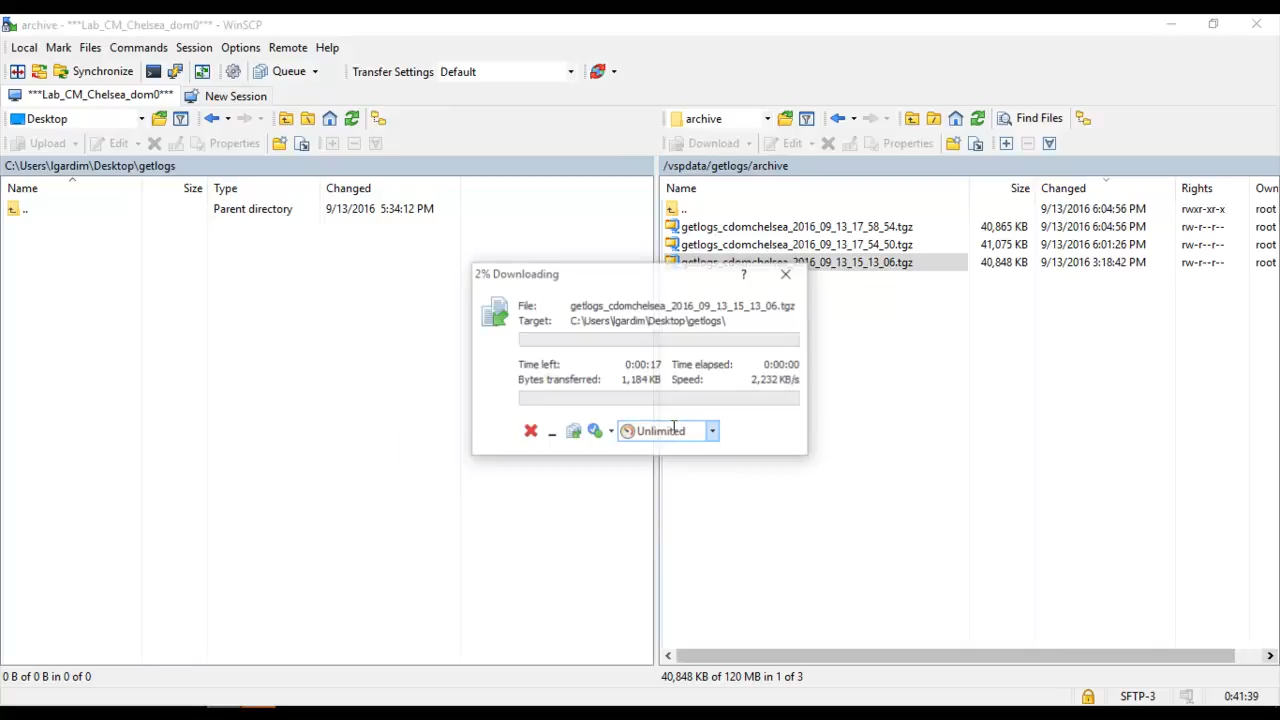 archive - ***Lab_CM_Chelsea_dom0*** - WinSCP
Local Mark Files Commands Session Options Remote Help
Synchronize Queue Transfer Settings Default
***Lab_CM_Chelsea_dom0*** New Session
Desktop archive Find Files
Upload Edit Properties Download Edit Properties
C:\Users\lgardim\Desktop\getlogs /vspdata/getlogs/archive
Name Size Type Changed Name Size Changed Rights Own
.. Parent directory 9/13/2016 5:34:12 PM .. 9/13/2016 6:04:56 PM rwxr-xr-x root
getlogs_cdomchelsea_2016_09_13_17_58_54.tgz 40,865 KB 9/13/2016 6:04:56 PM rw-r--r-- root
getlogs_cdomchelsea_2016_09_13_17_54_50.tgz 41,075 KB 9/13/2016 6:01:26 PM rw-r--r-- root
getlogs_cdomchelsea_2016_09_13_15_13_06.tgz 40,848 KB 9/13/2016 3:18:42 PM rw-r--r-- root
2% Downloading ?
File: getlogs_cdomchelsea_2016_09_13_15_13_06.tgz
Target: C:\Users\lgardim\Desktop\getlogs\
Time left: 0:00:17 Time elapsed: 0:00:00
Bytes transferred: 1,184 KB Speed: 2,232 KB/s
Unlimited
0 B of 0 B in 0 of 0 40,848 KB of 120 MB in 1 of 3
SFTP-3 0:41:39